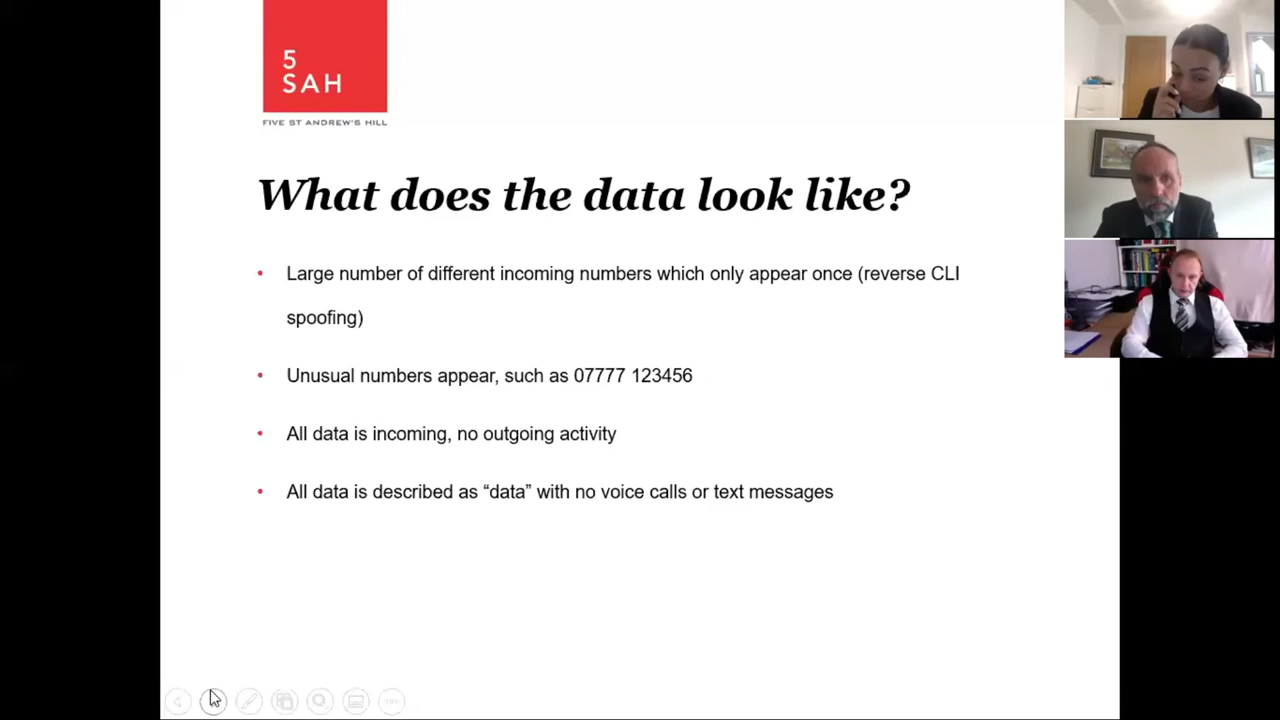 5
SAH
FIVE ST ANDREW'S HILL
What does the data look like?
• Large number of different incoming numbers which only appear once (reverse CLI
spoofing)
• Unusual numbers appear, such as 07777 123456
• All data is incoming, no outgoing activity
• All data is described as “data” with no voice calls or text messages